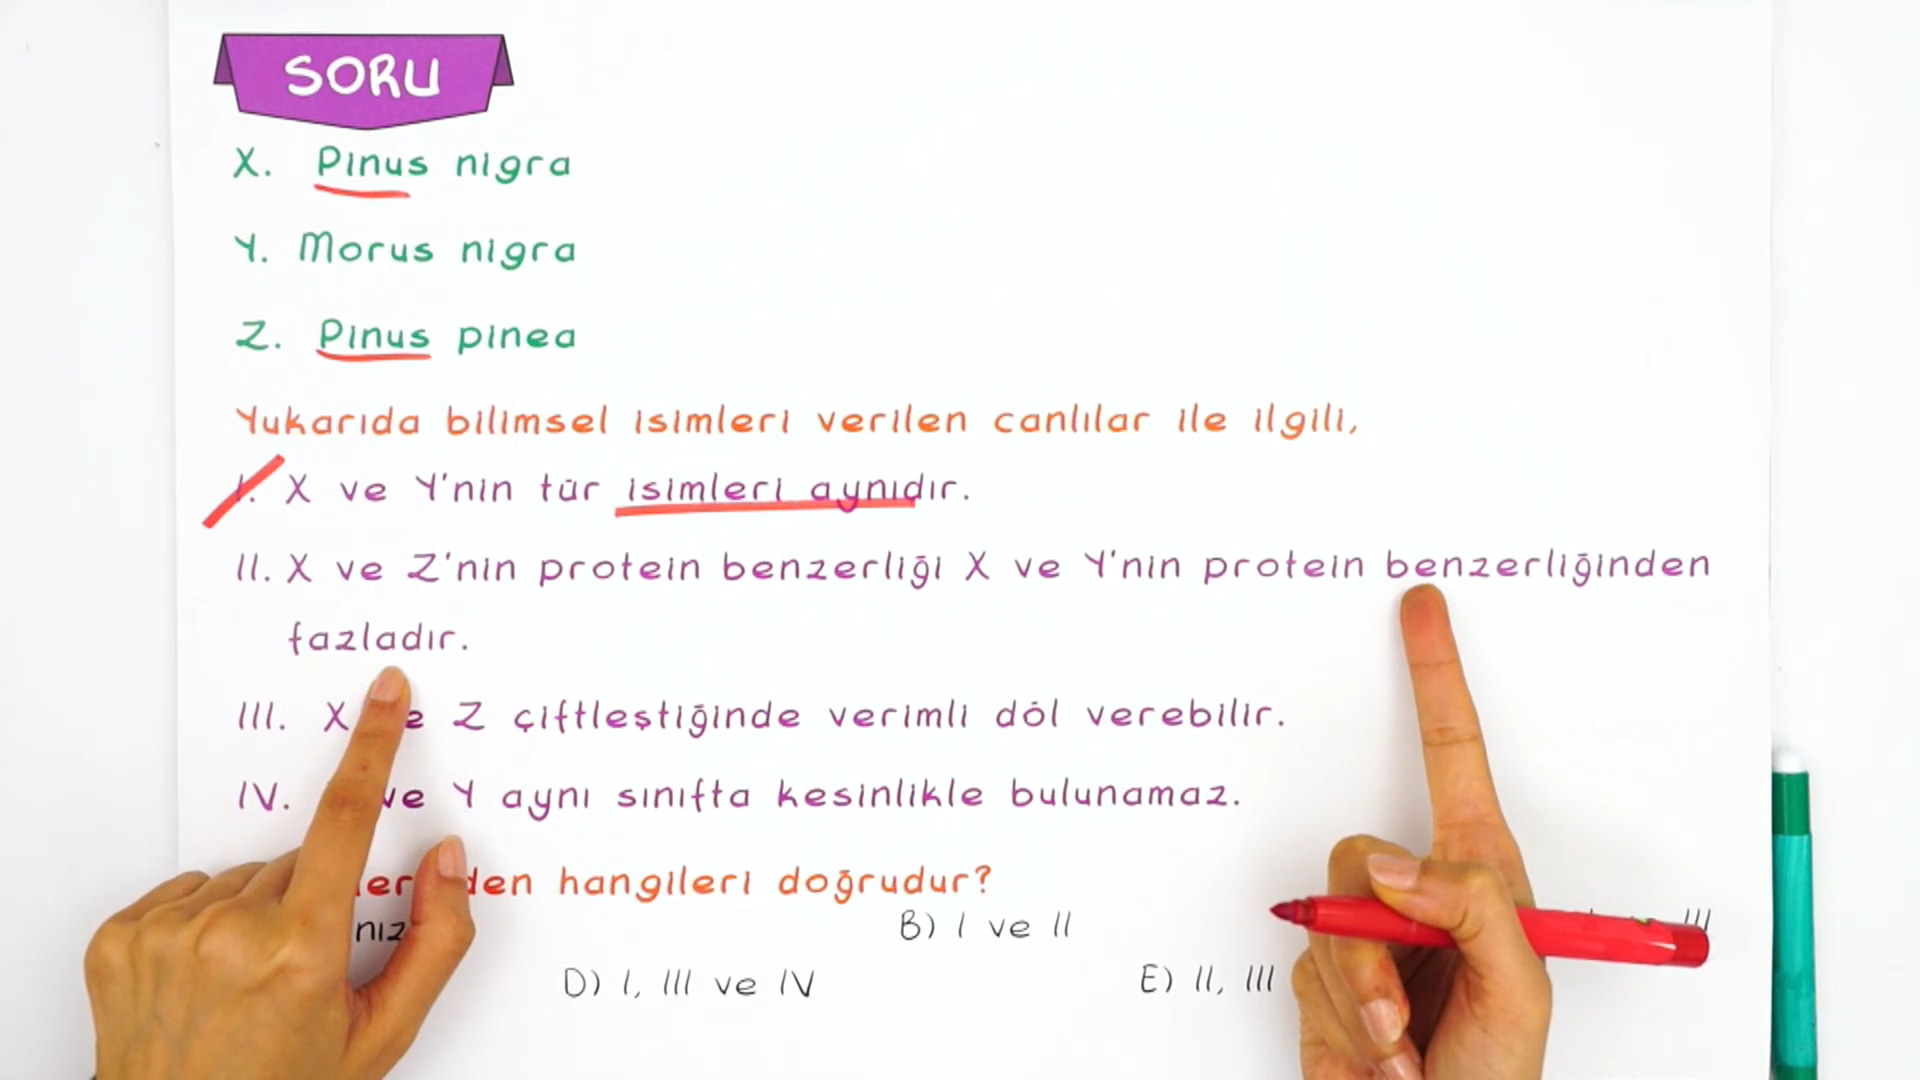 SORU
X. Pinus nigra
Y. Morus nigra
Z. Pinus pinea
Yukarıda bilimsel isimleri verilen canlılar ile ilgili,
I. X ve Y'nin tür isimleri aynıdır.
II. X ve Z'nin protein benzerliği X ve Y'nin protein benzerliğinden
fazladır.
III. X Z çiftleştiğinde verimli döl verebilir.
IV. ve Y aynı sınıfta kesinlikle bulunamaz.
hangileri doğrudur?
B) I ve II
D) I, III ve IV
E) II, III